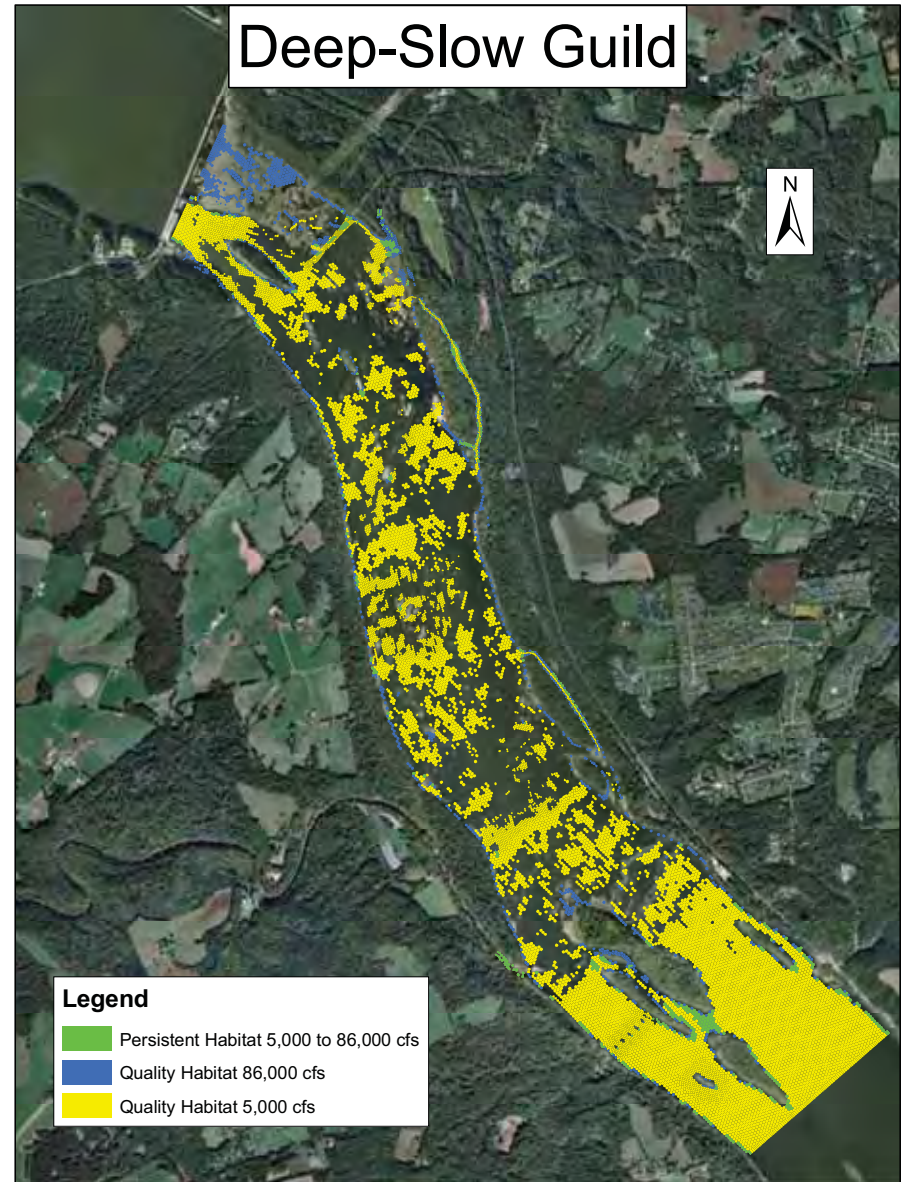 Deep-Slow Guild
N
Legend
Persistent Habitat 5,000 to 86,000 cfs
Quality Habitat 86,000 cfs
Quality Habitat 5,000 cfs